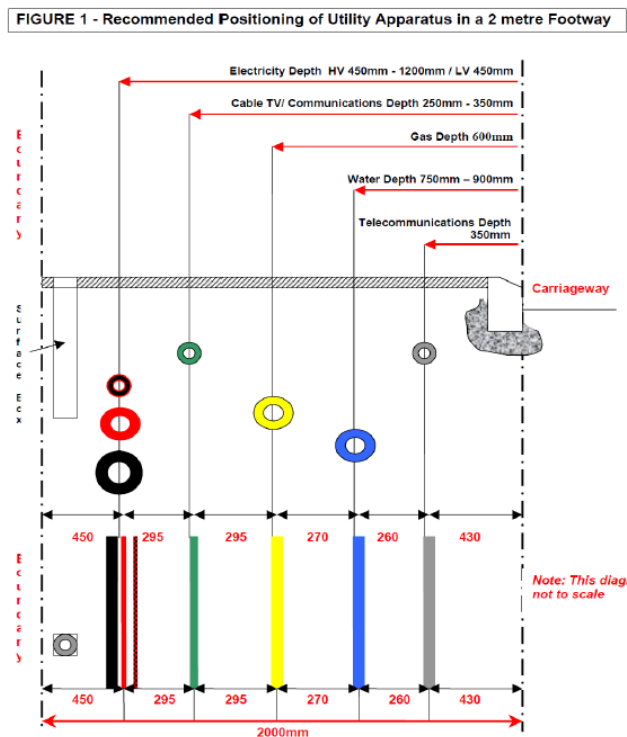 FIGURE 1 - Recommended Positioning of Utility Apparatus in a 2 metre Footway
Electricity Depth HV 450mm - 1200mm / LV 450mm
Cable TV/ Communications Depth 250mm - 350mm
Gas Depth 600mm
Water Depth 750mm – 900mm
Telecommunications Depth
350mm
Boundary
Carriageway
Surface Box
450 295 295 270 260 430
Boundary
Note: This diag
not to scale
450 295 295 270 260 430
2000mm